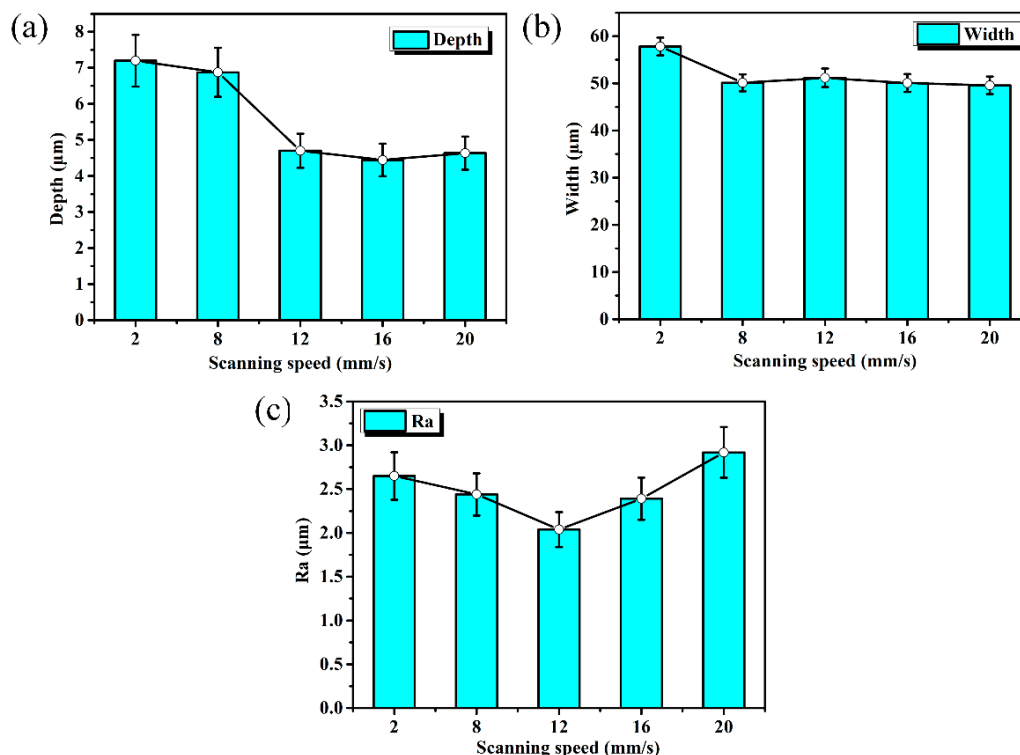 (a)
Depth
8
7
6
5
4
3
2
1
0
Depth (μm)
2 8 12 16 20
Scanning speed (mm/s)
(b)
Width
60
50
40
30
20
10
0
Width (μm)
2 8 12 16 20
Scanning speed (mm/s)
(c)
Ra
3.5
3.0
2.5
2.0
1.5
1.0
0.5
0.0
Ra (μm)
2 8 12 16 20
Scanning speed (mm/s)